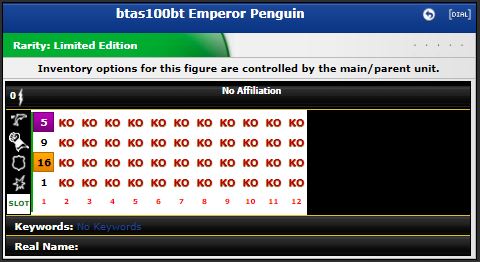 btas100bt Emperor Penguin
[DIAL]
Rarity: Limited Edition
Inventory options for this figure are controlled by the main/parent unit.
0 No Affiliation
5 KO KO KO KO KO KO KO KO KO KO KO
9 KO KO KO KO KO KO KO KO KO KO KO
16 KO KO KO KO KO KO KO KO KO KO KO
1 KO KO KO KO KO KO KO KO KO KO KO
SLOT 1 2 3 4 5 6 7 8 9 10 11 12
Keywords: No Keywords
Real Name: